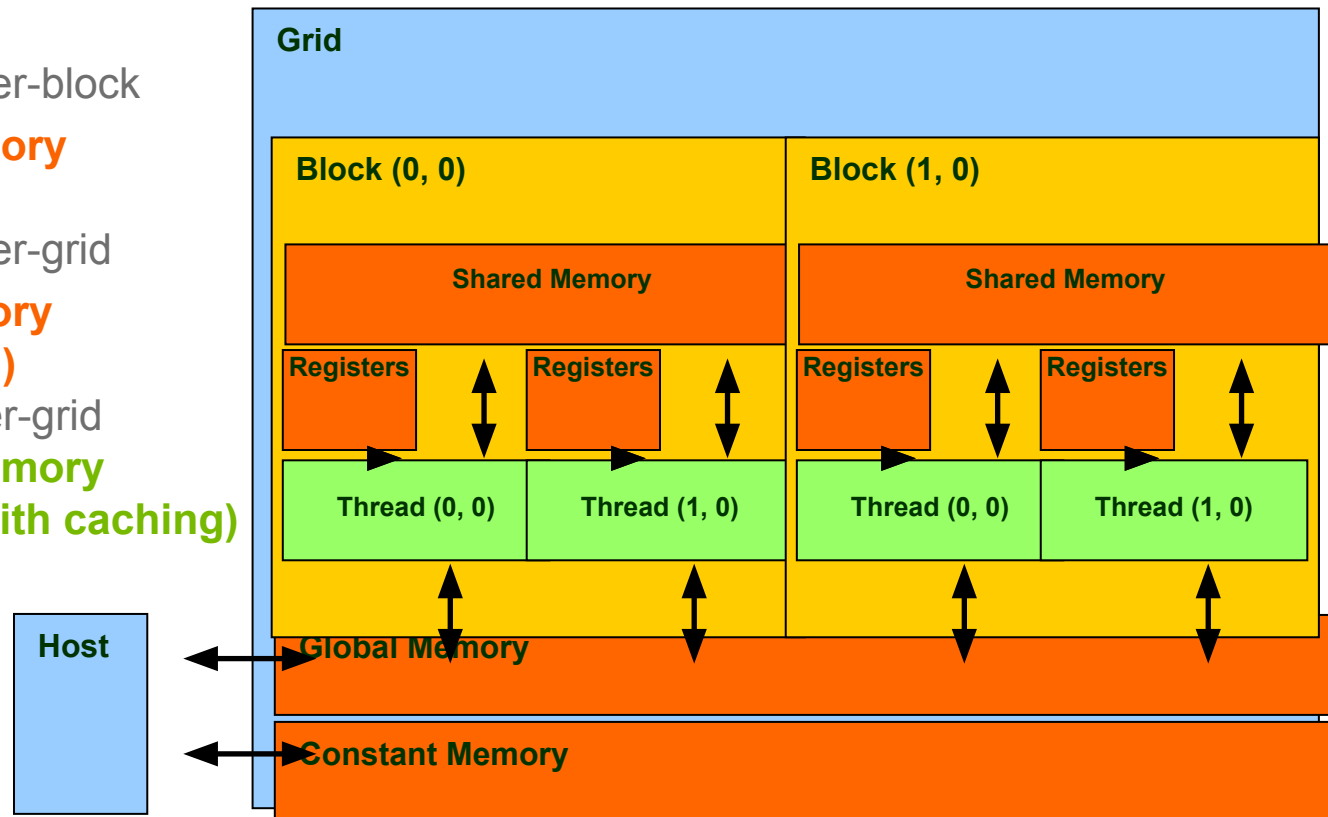 Grid
er-block
ory
er-grid
ory
)
er-grid
mory
ith caching)
Block (0, 0)
Block (1, 0)
Shared Memory
Shared Memory
Registers
Registers
Registers
Registers
Thread (0, 0)
Thread (1, 0)
Thread (0, 0)
Thread (1, 0)
Host
Global Memory
Constant Memory